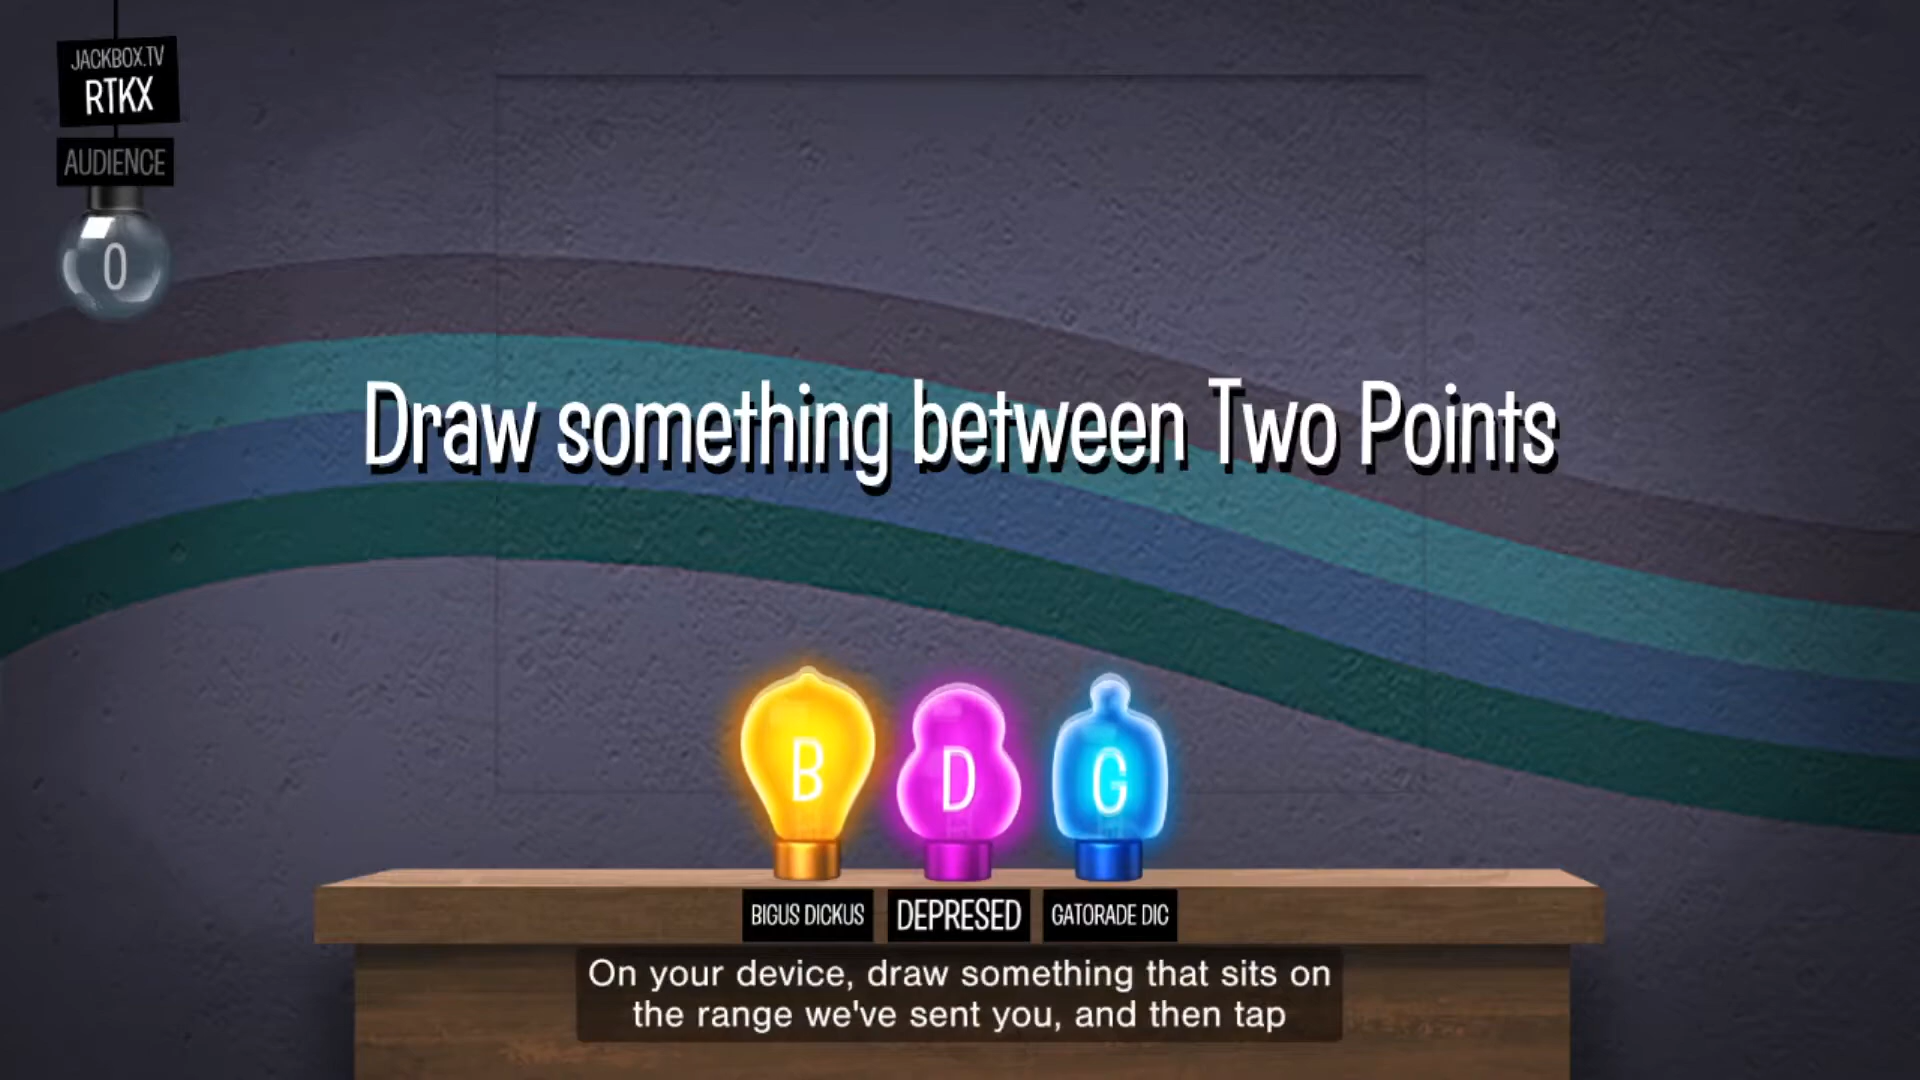 JACKBOX.TV
RTKX
AUDIENCE
0
Draw something between Two Points
B
D
G
BIGUS DICKUS
DEPRESED
GATORADE DIC
On your device, draw something that sits on
the range we've sent you, and then tap